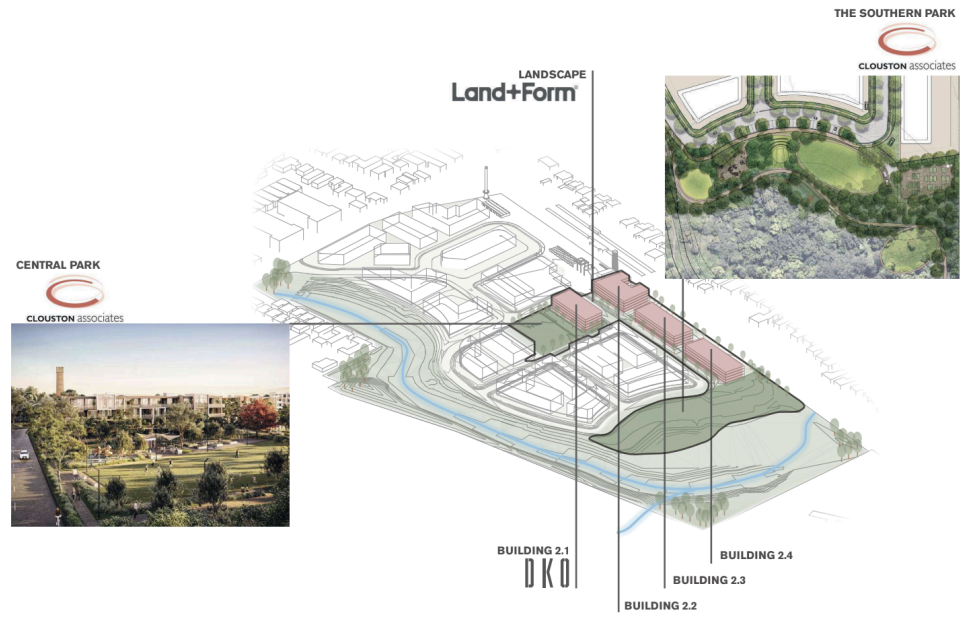 THE SOUTHERN PARK
CLOUSTON associates
LANDSCAPE
Land+Form
CENTRAL PARK
CLOUSTON associates
BUILDING 2.1
DKO
BUILDING 2.4
BUILDING 2.3
BUILDING 2.2